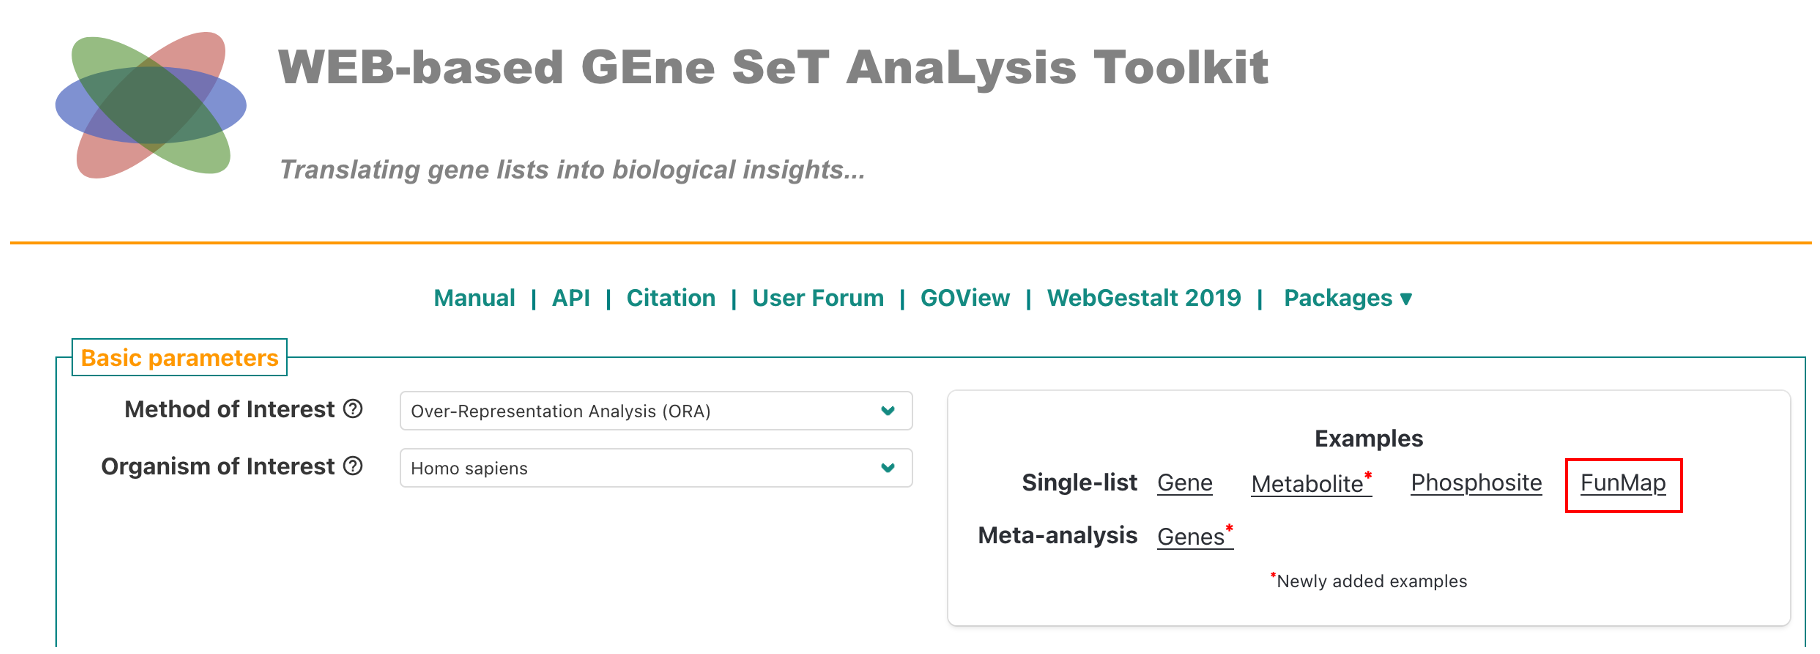 WEB-based GEne SeT AnaLysis Toolkit
Translating gene lists into biological insights...
Manual | API | Citation | User Forum | GOView | WebGestalt 2019 | Packages ▾
Basic parameters
Method of Interest ? Over-Representation Analysis (ORA)
Organism of Interest ? Homo sapiens
Examples
Single-list Gene Metabolite* Phosphosite FunMap
Meta-analysis Genes*
*Newly added examples